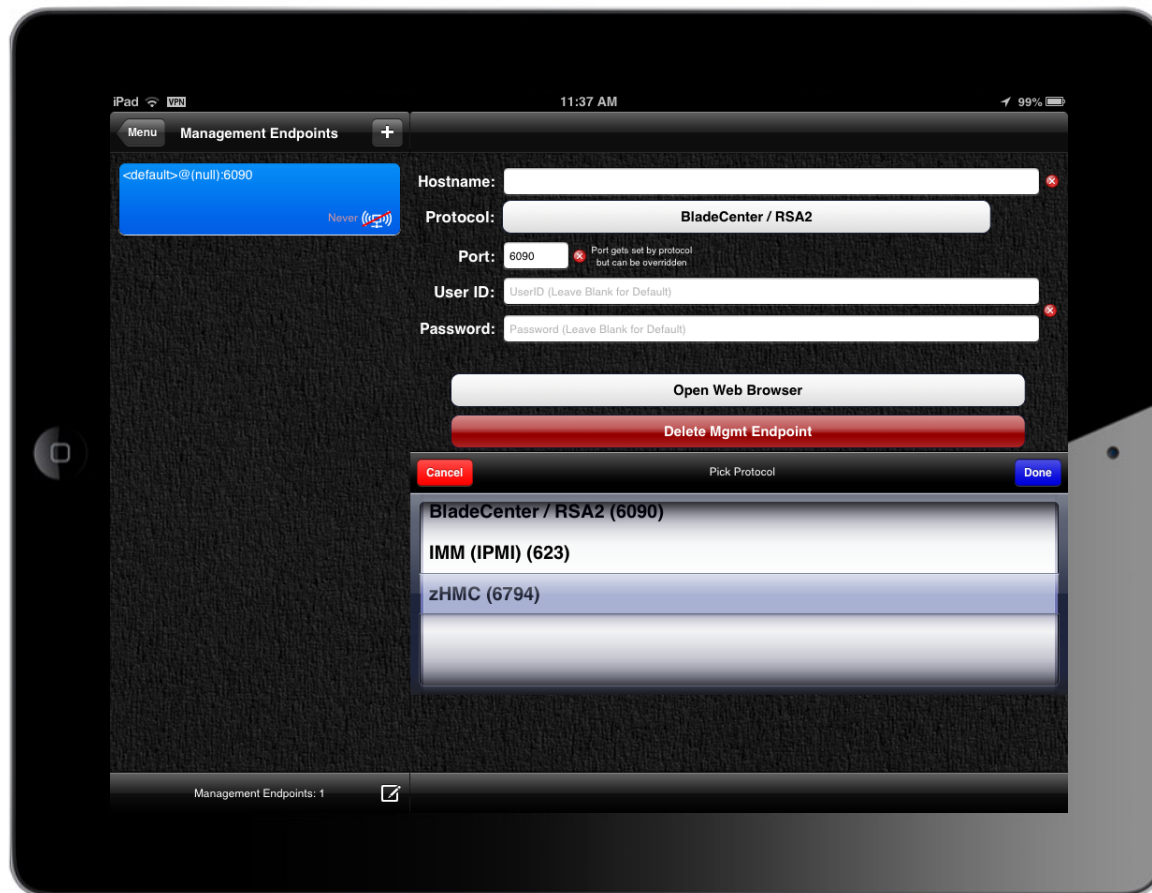 iPad VPN 11:37 AM 99%
Menu Management Endpoints +
<default>@(null):6090
Never
Hostname:
Protocol: BladeCenter / RSA2
Port: 6090 Port gets set by protocol
but can be overridden
User ID: UserID (Leave Blank for Default)
Password: Password (Leave Blank for Default)
Open Web Browser
Delete Mgmt Endpoint
Cancel Pick Protocol Done
BladeCenter / RSA2 (6090)
IMM (IPMI) (623)
zHMC (6794)
Management Endpoints: 1